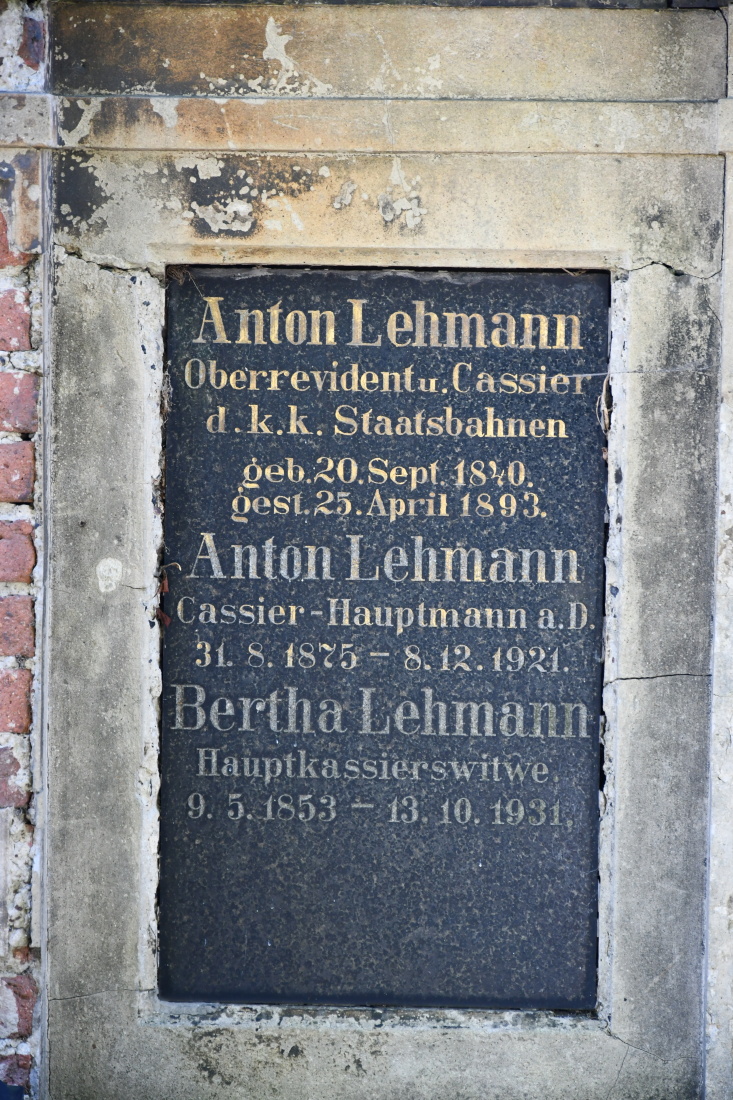 Anton Lehmann
Oberrevident u. Cassier
d. k. k. Staatsbahnen
geb. 20. Sept. 1840.
gest. 25. April 1893.
Anton Lehmann
Cassier-Hauptmann a. D.
31. 8. 1875 – 8. 12. 1921.
Bertha Lehmann
Hauptkassierswitwe.
9. 5. 1853 – 13. 10. 1931.